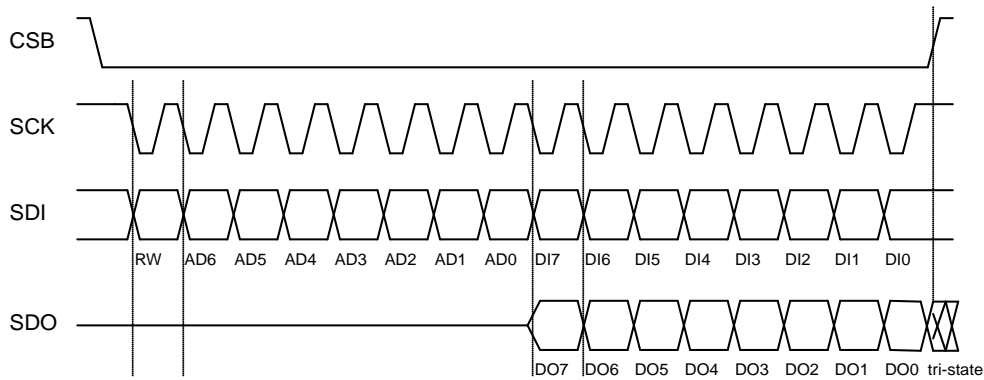 CSB
SCK
SDI
RW AD6 AD5 AD4 AD3 AD2 AD1 AD0 DI7 DI6 DI5 DI4 DI3 DI2 DI1 DI0
SDO
DO7 DO6 DO5 DO4 DO3 DO2 DO1 DO0 tri-state